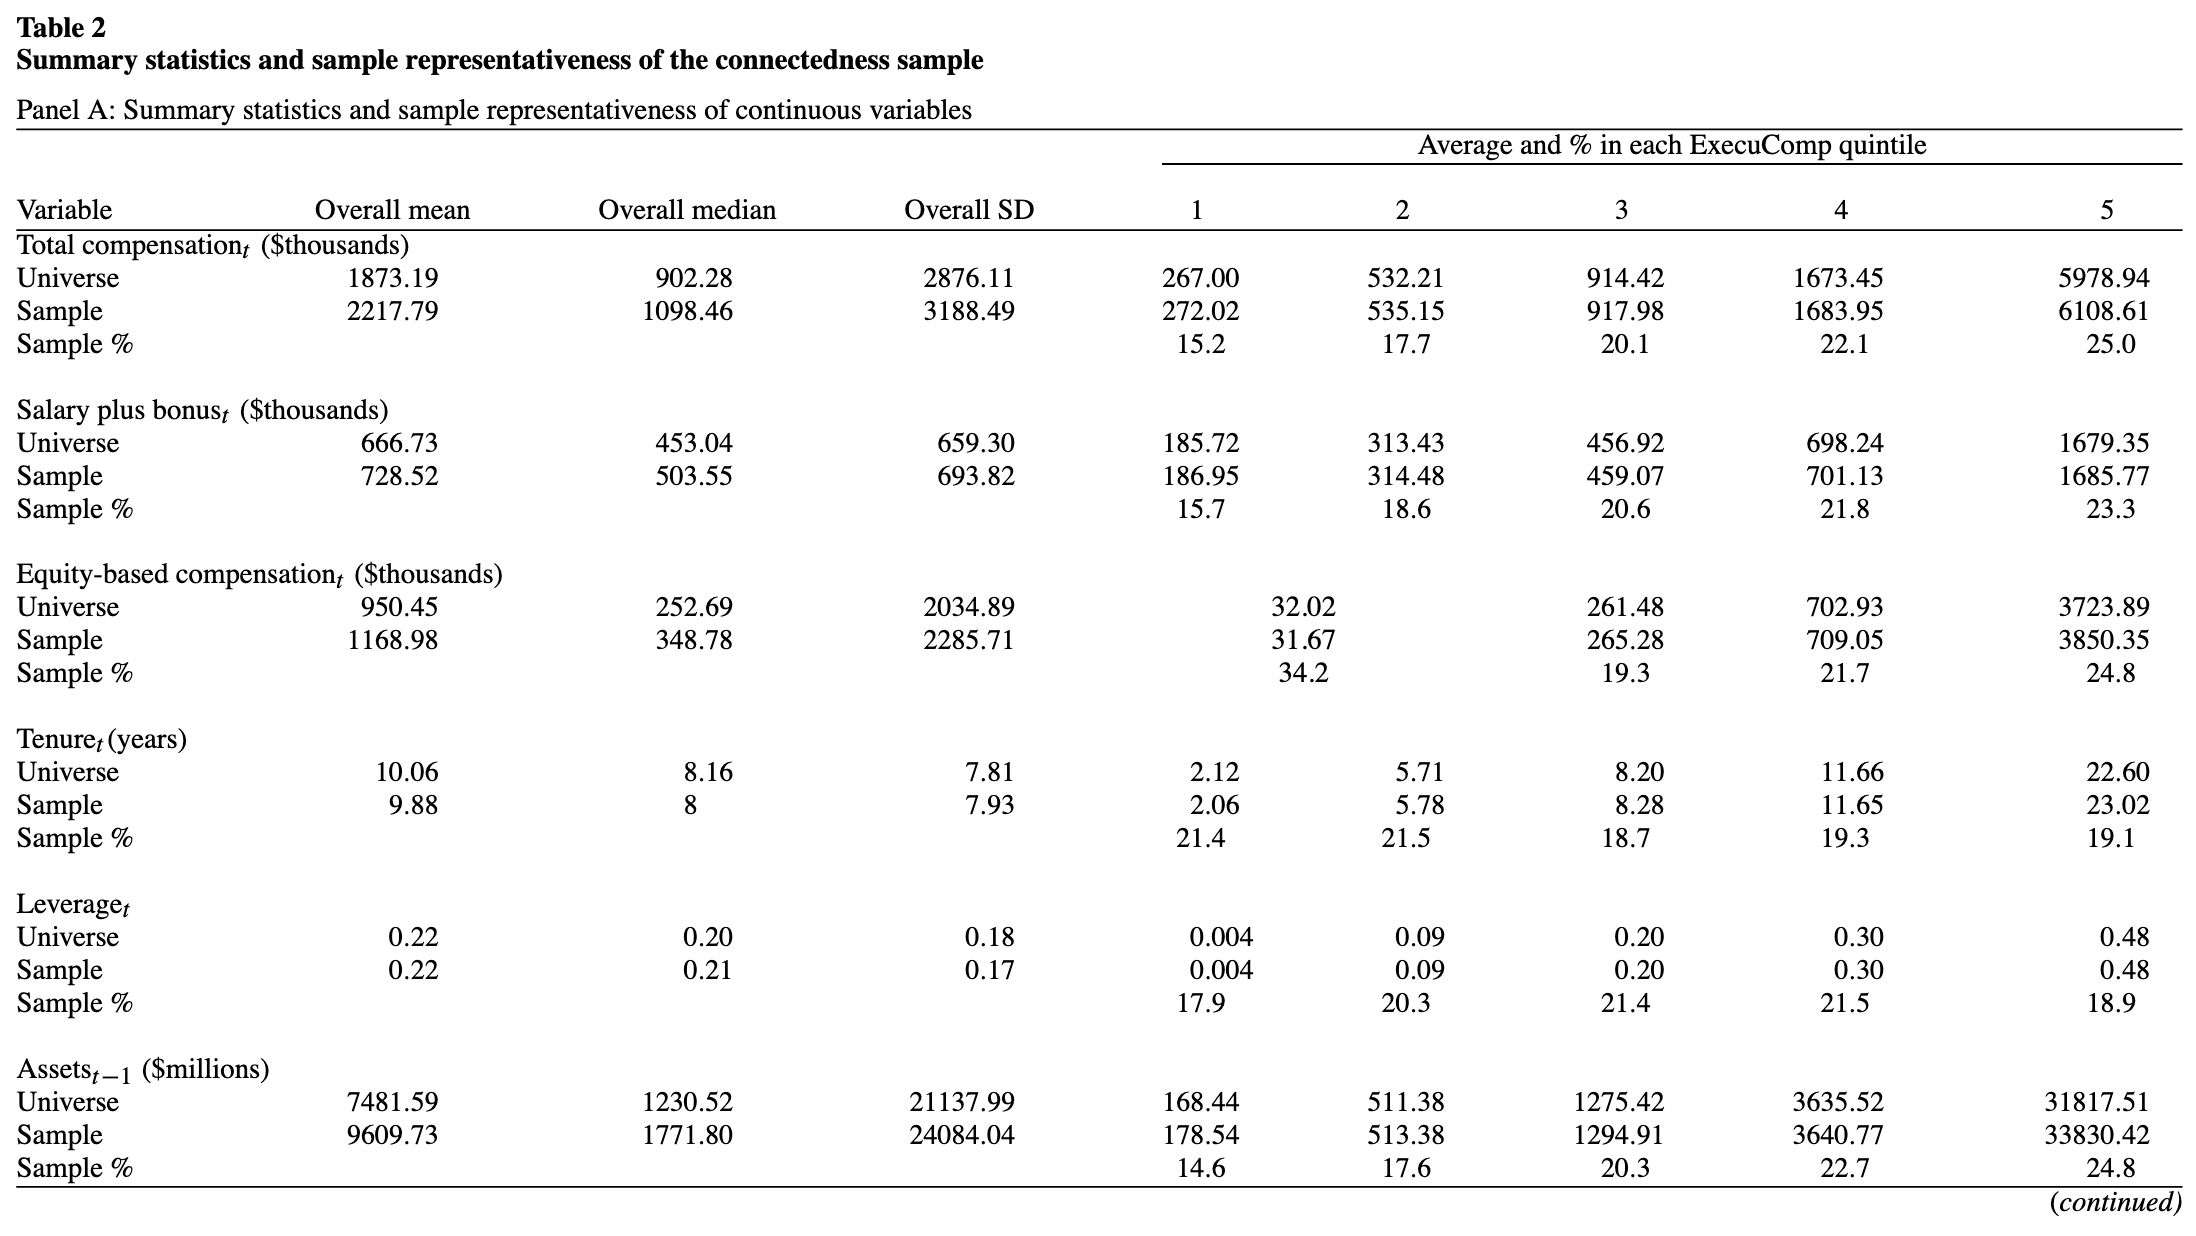 Table 2
Summary statistics and sample representativeness of the connectedness sample
Panel A: Summary statistics and sample representativeness of continuous variables
Average and % in each ExecuComp quintile
Variable Overall mean Overall median Overall SD 1 2 3 4 5
Total compensation_t ($thousands)
Universe 1873.19 902.28 2876.11 267.00 532.21 914.42 1673.45 5978.94
Sample 2217.79 1098.46 3188.49 272.02 535.15 917.98 1683.95 6108.61
Sample % 15.2 17.7 20.1 22.1 25.0
Salary plus bonus_t ($thousands)
Universe 666.73 453.04 659.30 185.72 313.43 456.92 698.24 1679.35
Sample 728.52 503.55 693.82 186.95 314.48 459.07 701.13 1685.77
Sample % 15.7 18.6 20.6 21.8 23.3
Equity-based compensation_t ($thousands)
Universe 950.45 252.69 2034.89 32.02 261.48 702.93 3723.89
Sample 1168.98 348.78 2285.71 31.67 265.28 709.05 3850.35
Sample % 34.2 19.3 21.7 24.8
Tenure_t (years)
Universe 10.06 8.16 7.81 2.12 5.71 8.20 11.66 22.60
Sample 9.88 8 7.93 2.06 5.78 8.28 11.65 23.02
Sample % 21.4 21.5 18.7 19.3 19.1
Leverage_t
Universe 0.22 0.20 0.18 0.004 0.09 0.20 0.30 0.48
Sample 0.22 0.21 0.17 0.004 0.09 0.20 0.30 0.48
Sample % 17.9 20.3 21.4 21.5 18.9
Assets_t−1 ($millions)
Universe 7481.59 1230.52 21137.99 168.44 511.38 1275.42 3635.52 31817.51
Sample 9609.73 1771.80 24084.04 178.54 513.38 1294.91 3640.77 33830.42
Sample % 14.6 17.6 20.3 22.7 24.8
(continued)